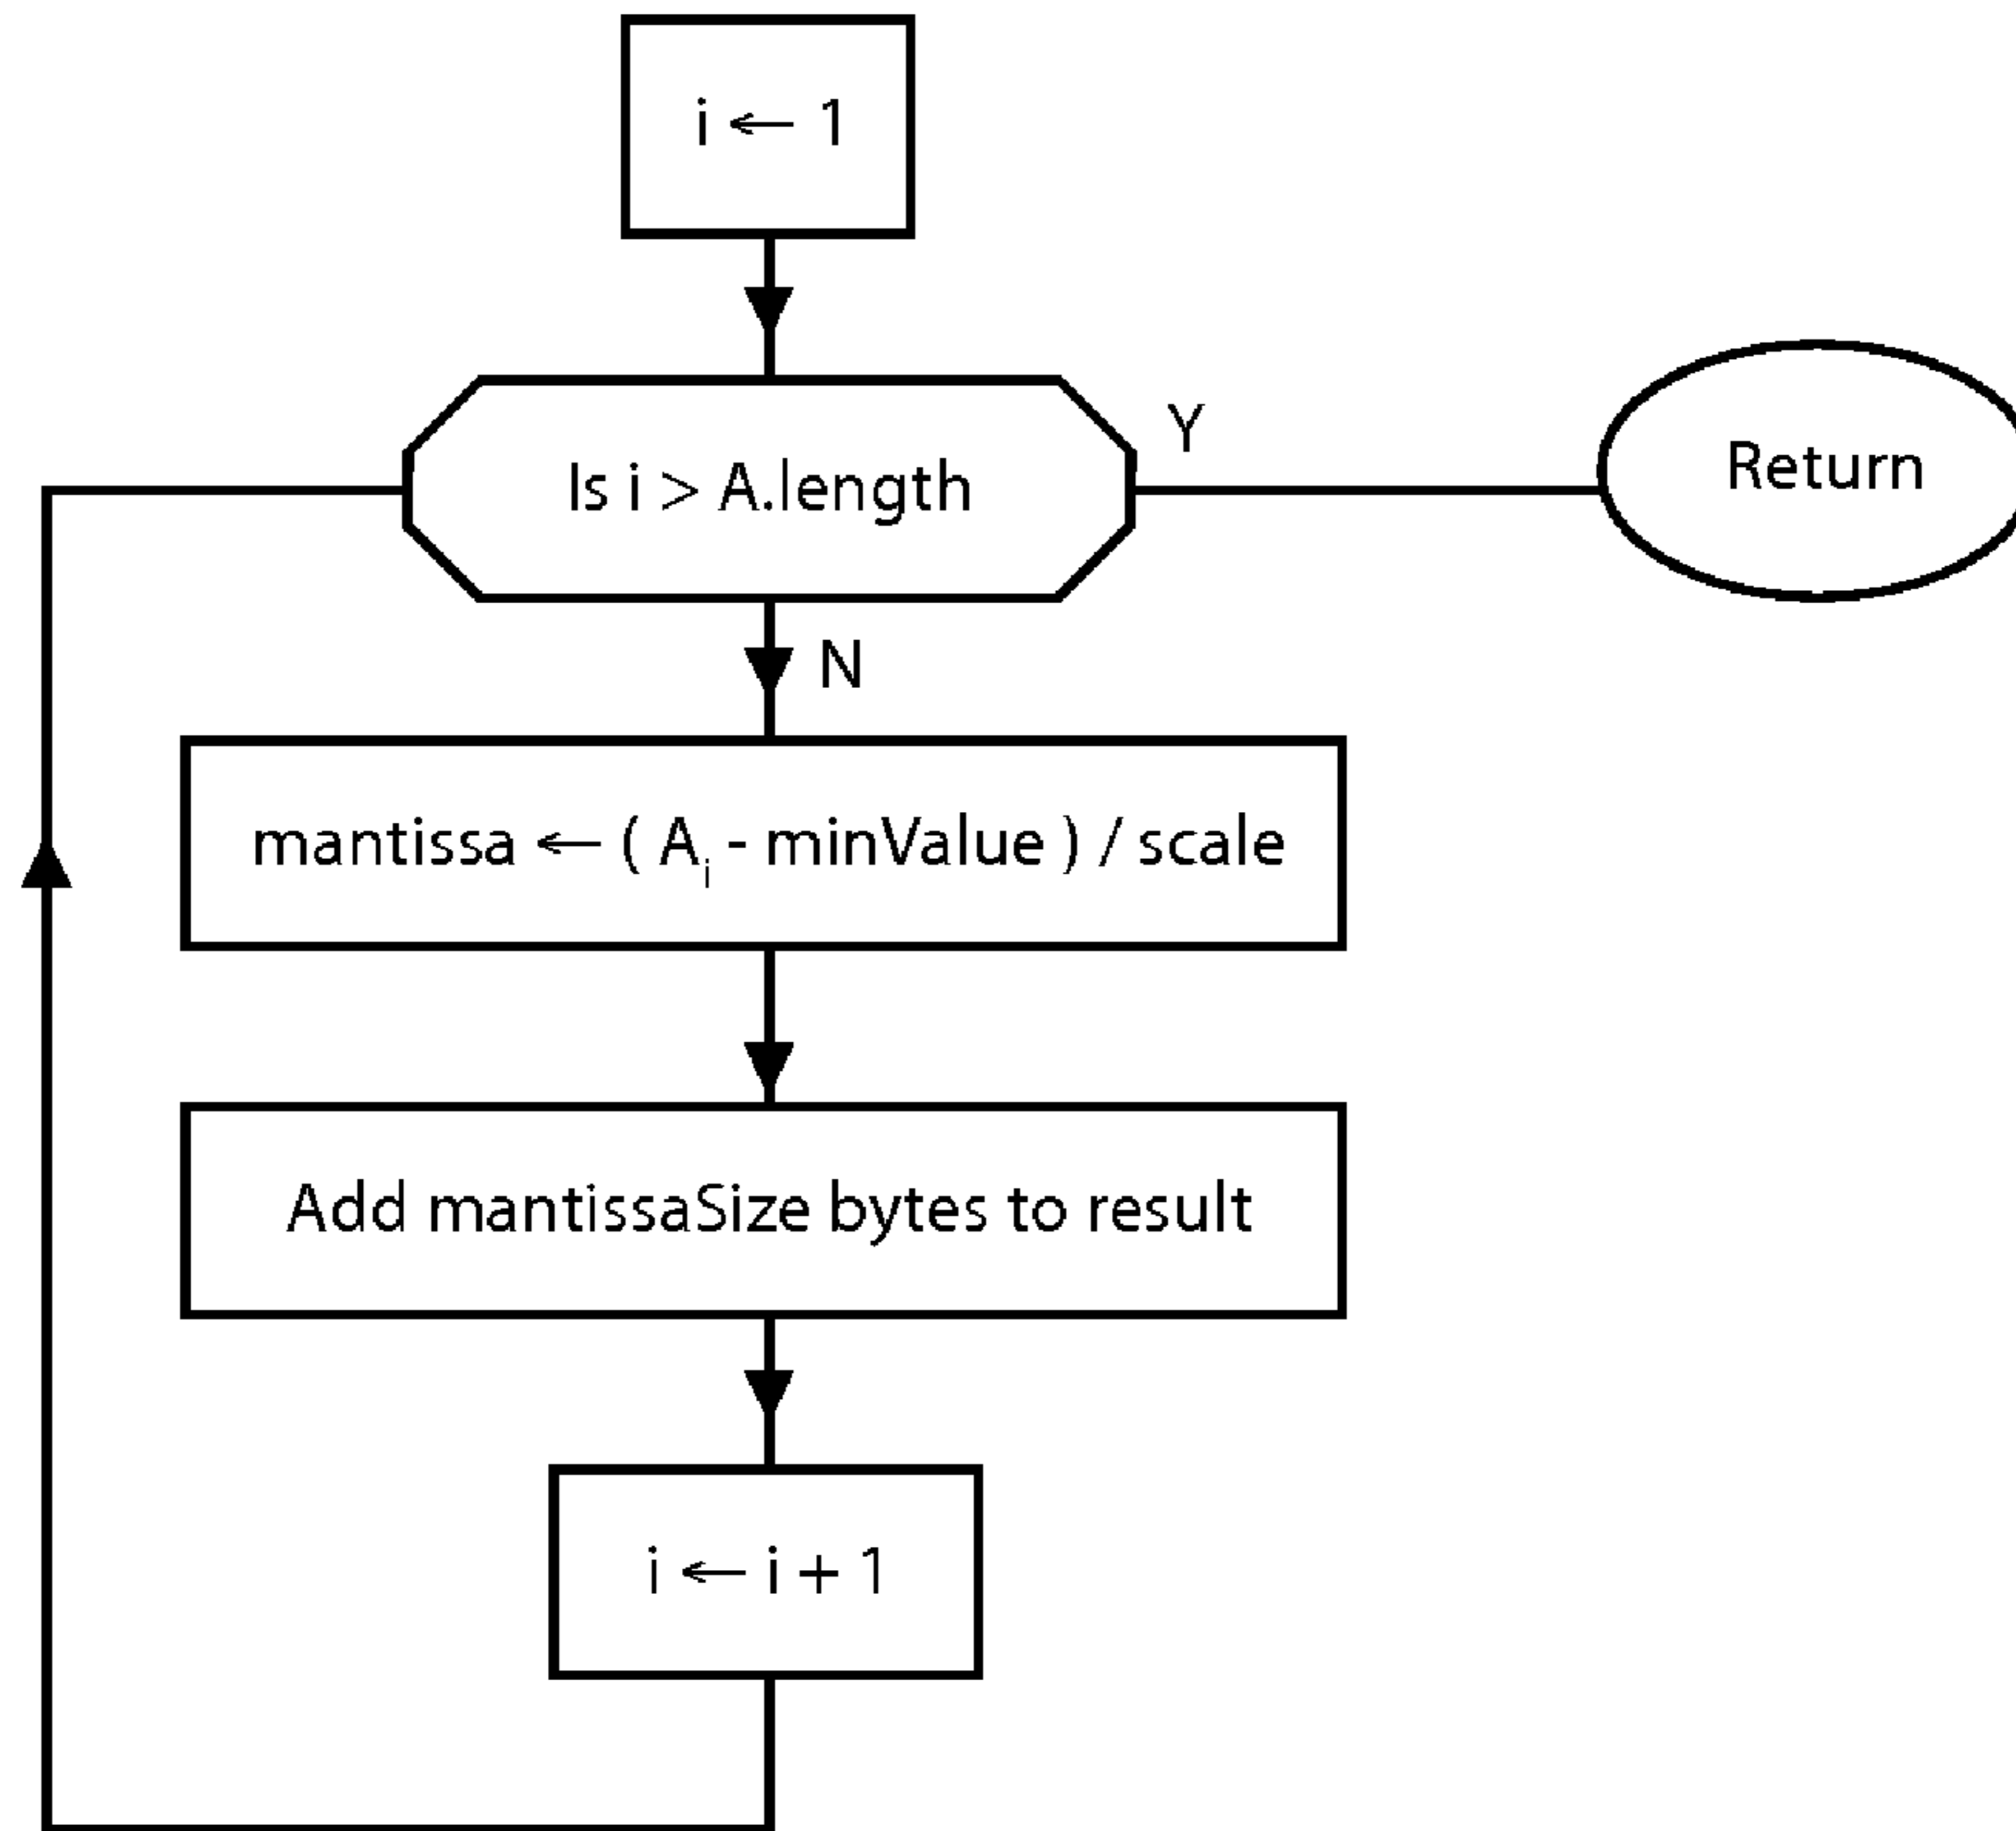 i ← 1
Is i > A.length
Y
Return
N
mantissa ← ( Aᵢ - minValue ) / scale
Add mantissaSize bytes to result
i ← i + 1